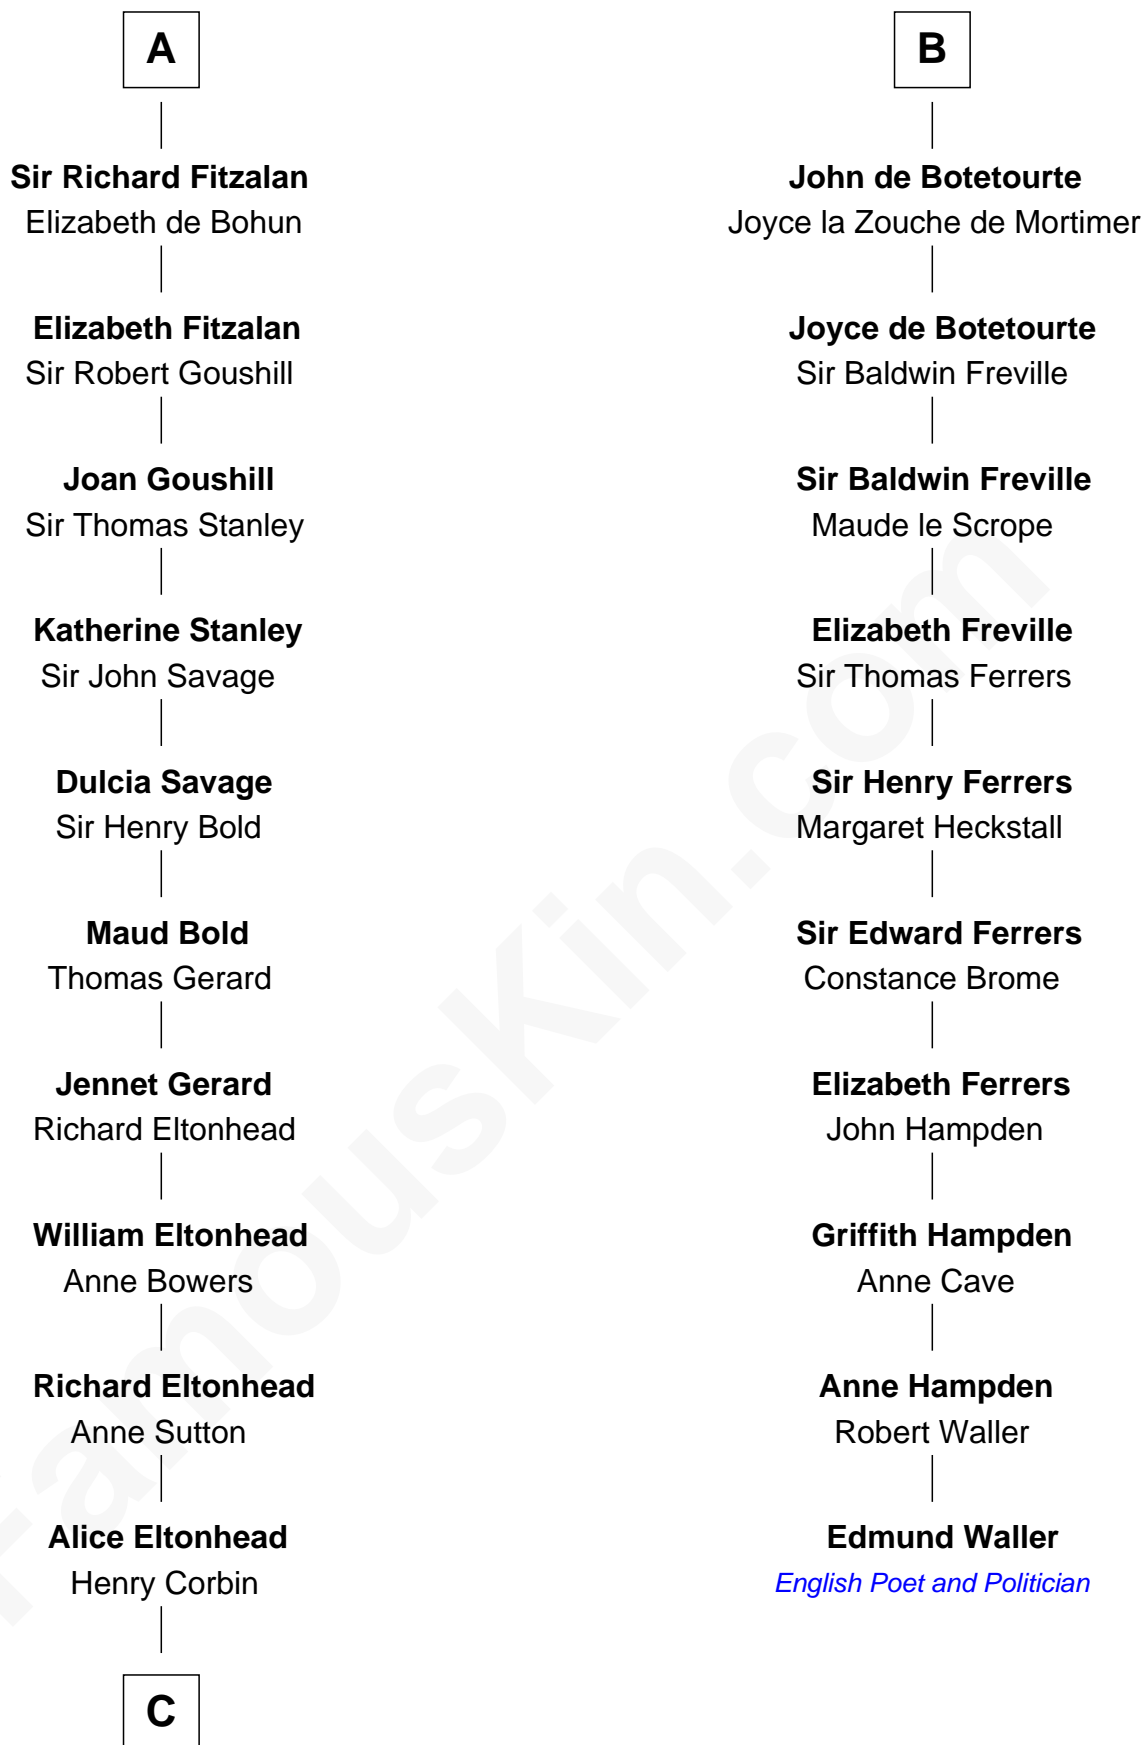 A
Sir Richard Fitzalan
Elizabeth de Bohun
Elizabeth Fitzalan
Sir Robert Goushill
Joan Goushill
Sir Thomas Stanley
Katherine Stanley
Sir John Savage
Dulcia Savage
Sir Henry Bold
Maud Bold
Thomas Gerard
Jennet Gerard
Richard Eltonhead
William Eltonhead
Anne Bowers
Richard Eltonhead
Anne Sutton
Alice Eltonhead
Henry Corbin
C
B
John de Botetourte
Joyce la Zouche de Mortimer
Joyce de Botetourte
Sir Baldwin Freville
Sir Baldwin Freville
Maude le Scrope
Elizabeth Freville
Sir Thomas Ferrers
Sir Henry Ferrers
Margaret Heckstall
Sir Edward Ferrers
Constance Brome
Elizabeth Ferrers
John Hampden
Griffith Hampden
Anne Cave
Anne Hampden
Robert Waller
Edmund Waller
English Poet and Politician
FamousKin.com